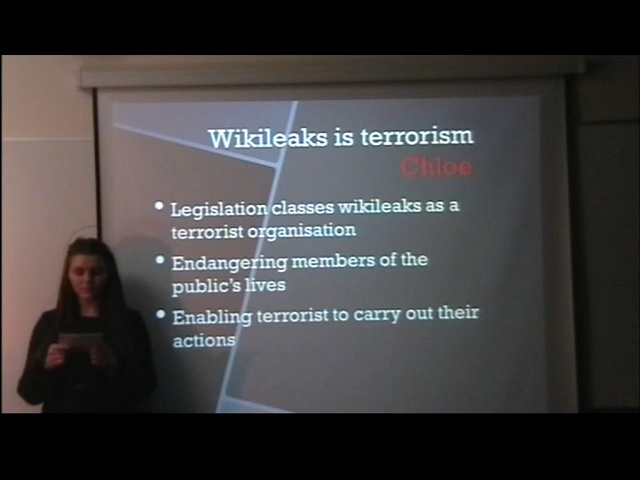 Wikileaks is terrorism
Chloe
• Legislation classes wikileaks as a
terrorist organisation
• Endangering members of the
public's lives
• Enabling terrorist to carry out their
actions